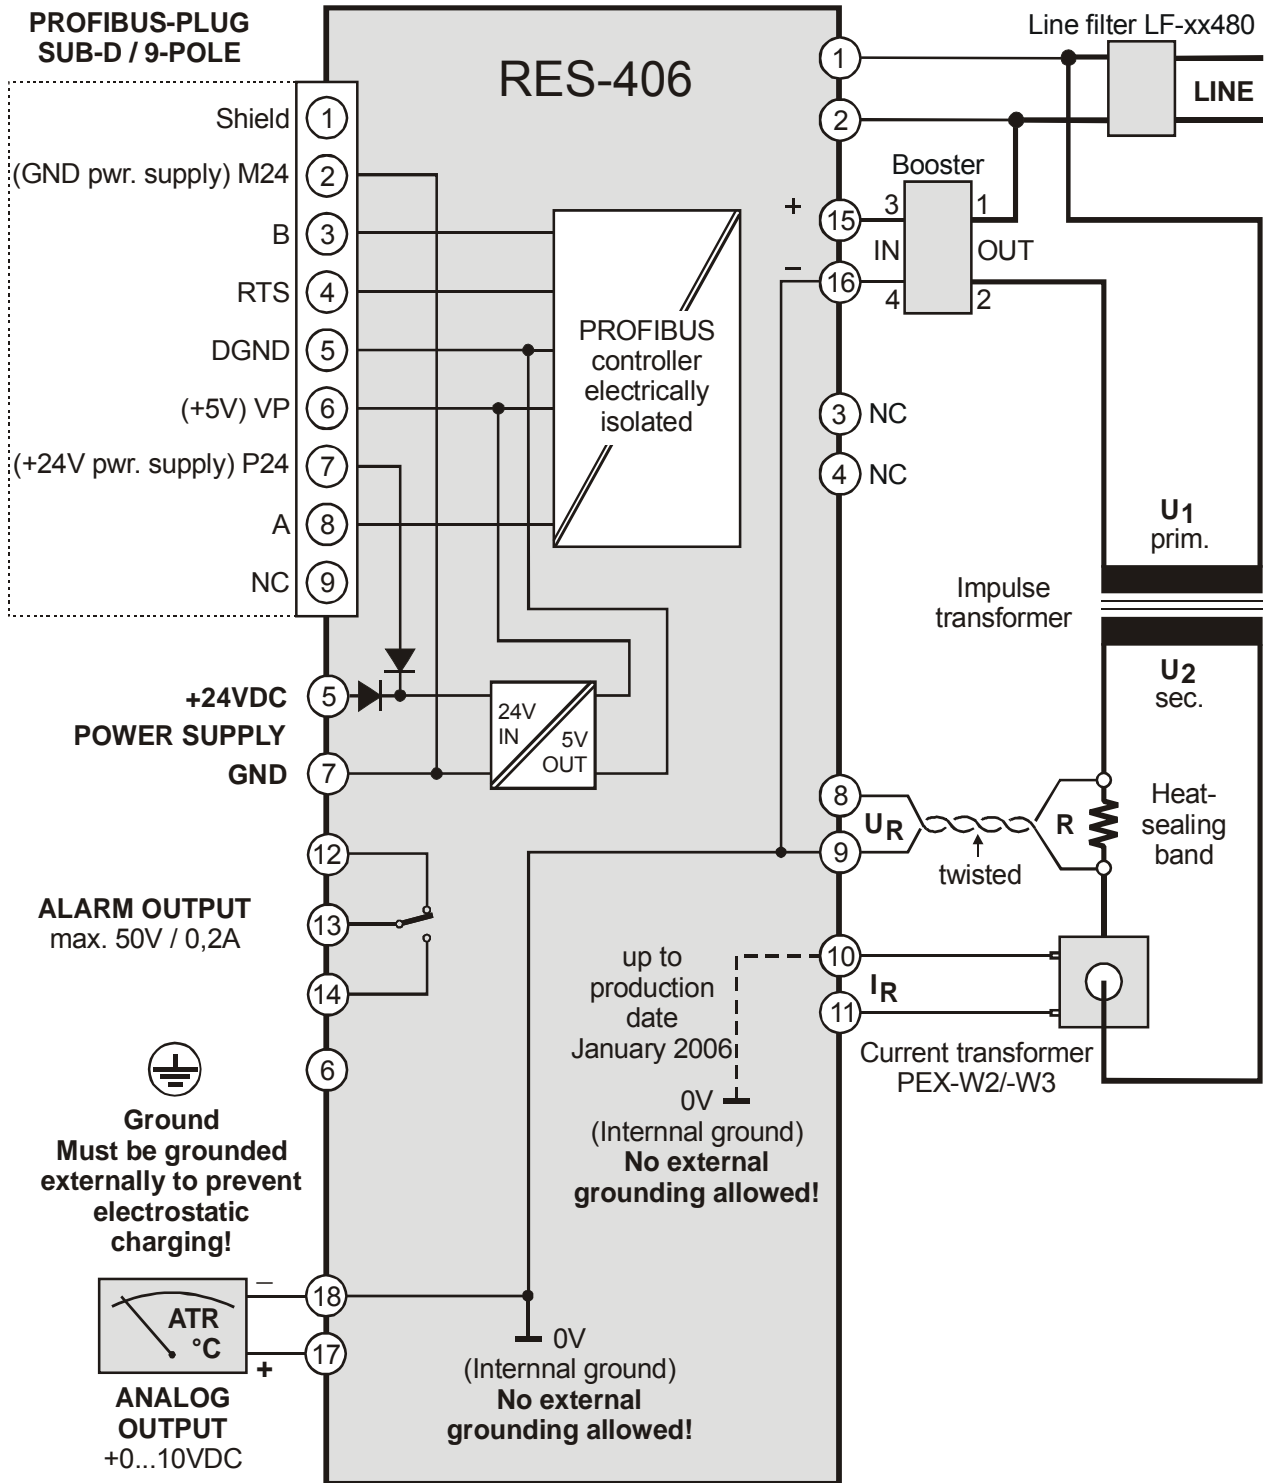 PROFIBUS-PLUG
SUB-D / 9-POLE
RES-406
Line filter LF-xx480
LINE
1
2
Shield 1
(GND pwr. supply) M24 2
B 3
RTS 4
DGND 5
(+5V) VP 6
(+24V pwr. supply) P24 7
A 8
NC 9
PROFIBUS
controller
electrically
isolated
Booster
+ 15 3 1
IN OUT
– 16 4 2
3 NC
4 NC
U1
prim.
Impulse
transformer
U2
sec.
+24VDC 5
POWER SUPPLY
GND 7
24V
IN
5V
OUT
8
UR
9
twisted
R
Heat-
sealing
band
12
ALARM OUTPUT
max. 50V / 0,2A
13
14
6
Ground
Must be grounded
externally to prevent
electrostatic
charging!
up to
production
date
January 2006
10
IR
11
Current transformer
PEX-W2/-W3
0V
(Internnal ground)
No external
grounding allowed!
ATR
°C
– 18
+ 17
ANALOG
OUTPUT
+0...10VDC
0V
(Internnal ground)
No external
grounding allowed!